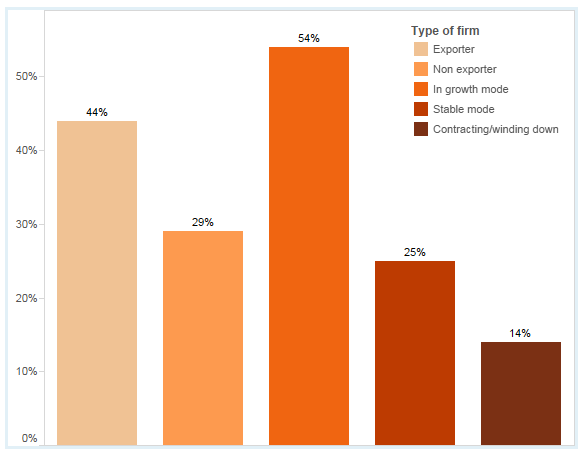 Type of firm
Exporter
Non exporter
In growth mode
Stable mode
Contracting/winding down
54%
44%
29%
25%
14%
50%
40%
30%
20%
10%
0%